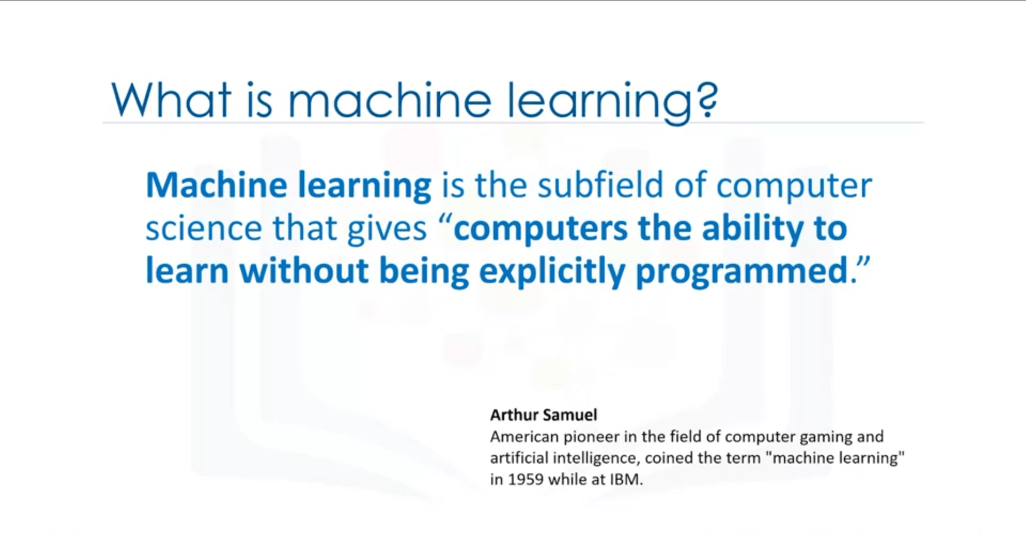 What is machine learning?
Machine learning is the subfield of computer
science that gives “computers the ability to
learn without being explicitly programmed.”
Arthur Samuel
American pioneer in the field of computer gaming and
artificial intelligence, coined the term "machine learning"
in 1959 while at IBM.